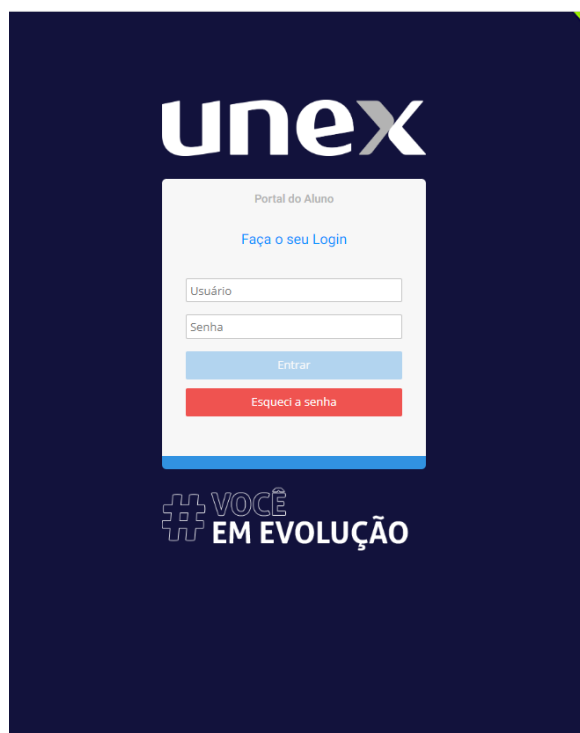 unex
Portal do Aluno
Faça o seu Login
Usuário
Senha
Entrar
Esqueci a senha
#VOCÊ
EM EVOLUÇÃO